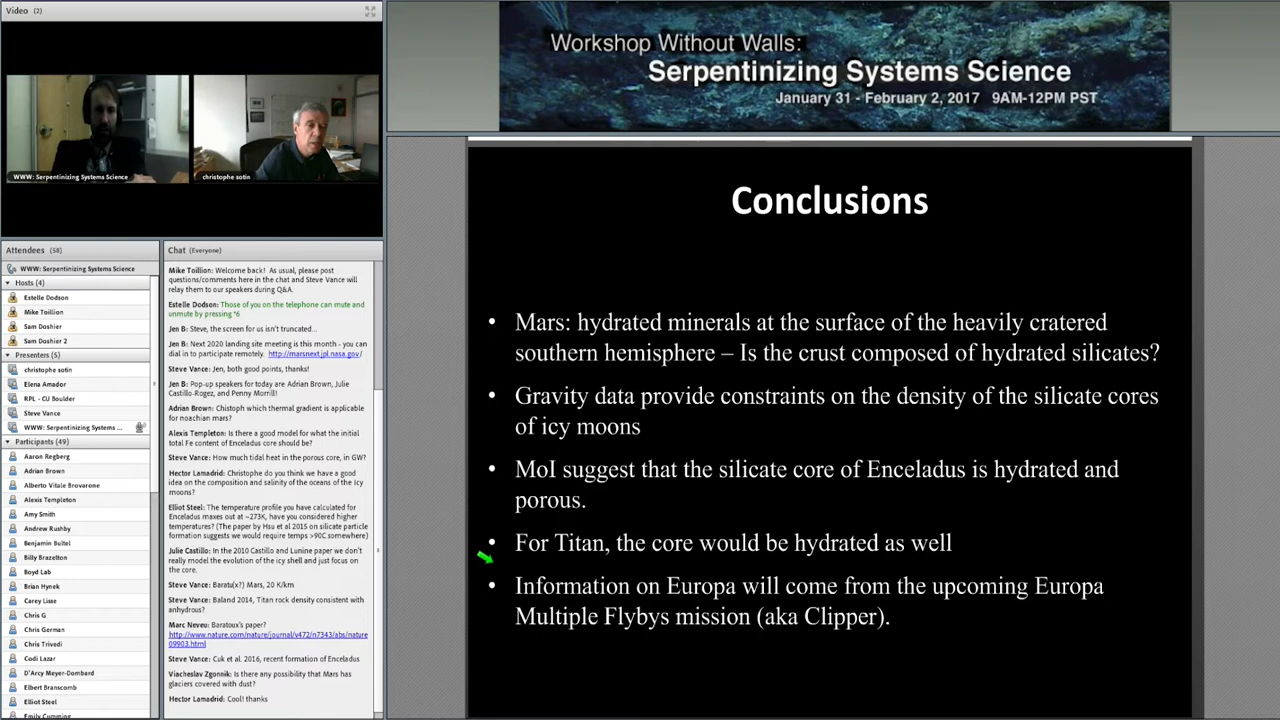 Video (2)
WWW: Serpentinizing Systems Science
christophe sotin
Attendees (58)
WWW: Serpentinizing Systems Science
Hosts (4)
Estelle Dodson
Mike Toillion
Sam Doshier
Sam Doshier 2
Presenters (5)
christophe sotin
Elena Amador
RPL - CU Boulder
Steve Vance
WWW: Serpentinizing Systems ...
Participants (49)
Aaron Regberg
Adrian Brown
Alberto Vitale Brovarone
Alexis Templeton
Amy Smith
Andrew Rushby
Benjamin Bultel
Billy Brazelton
Boyd Lab
Brian Hynek
Carey Lisse
Chris G
Chris German
Chris Trivedi
Codi Lazar
D'Arcy Meyer-Dombard
Elbert Branscomb
Elliot Steel
Emily Cumming
Chat (Everyone)
Mike Toillion: Welcome back! As usual, please post
questions/comments here in the chat and Steve Vance will
relay them to our speakers during Q&A.
Estelle Dodson: Those of you on the telephone can mute and
unmute by pressing *6
Jen B: Steve, the screen for us isn't truncated...
Jen B: Next 2020 landing site meeting is this month - you can
dial in to participate remotely. http://marsnext.jpl.nasa.gov/
Steve Vance: Jen, both good points, thanks!
Jen B: Pop-up speakers for today are Adrian Brown, Julie
Castillo-Rogez, and Penny Morrill!
Adrian Brown: Chistoph which thermal gradient is applicable
for noachian mars?
Alexis Templeton: Is there a good model for what the initial
total Fe content of Enceladus core should be?
Steve Vance: How much tidal heat in the porous core, in GW?
Hector Lamadrid: Christophe do you think we have a good
idea on the composition and salinity of the oceans of the Icy
moons?
Elliot Steel: The temperature profile you have calculated for
Enceladus maxes out at ~273K, have you considered higher
temperatures? (The paper by Hsu et al 2015 on silicate particle
formation suggests we would require temps >90C somewhere)
Julie Castillo: In the 2010 Castillo and Lunine paper we don't
really model the evolution of the icy shell and just focus on
the core.
Steve Vance: Baratu(x?) Mars, 20 K/km
Steve Vance: Baland 2014, Titan rock density consistent with
anhydrous?
Marc Neveu: Baratoux's paper?
http://www.nature.com/nature/journal/v472/n7343/abs/nature
09903.html
Steve Vance: Cuk et al. 2016, recent formation of Enceladus
Viacheslav Zgonnik: Is there any possibility that Mars has
glaciers covered with dust?
Hector Lamadrid: Cool! thanks
Workshop Without Walls:
Serpentinizing Systems Science
January 31 - February 2, 2017 9AM-12PM PST
Conclusions
• Mars: hydrated minerals at the surface of the heavily cratered
southern hemisphere – Is the crust composed of hydrated silicates?
• Gravity data provide constraints on the density of the silicate cores
of icy moons
• MoI suggest that the silicate core of Enceladus is hydrated and
porous.
• For Titan, the core would be hydrated as well
• Information on Europa will come from the upcoming Europa
Multiple Flybys mission (aka Clipper).